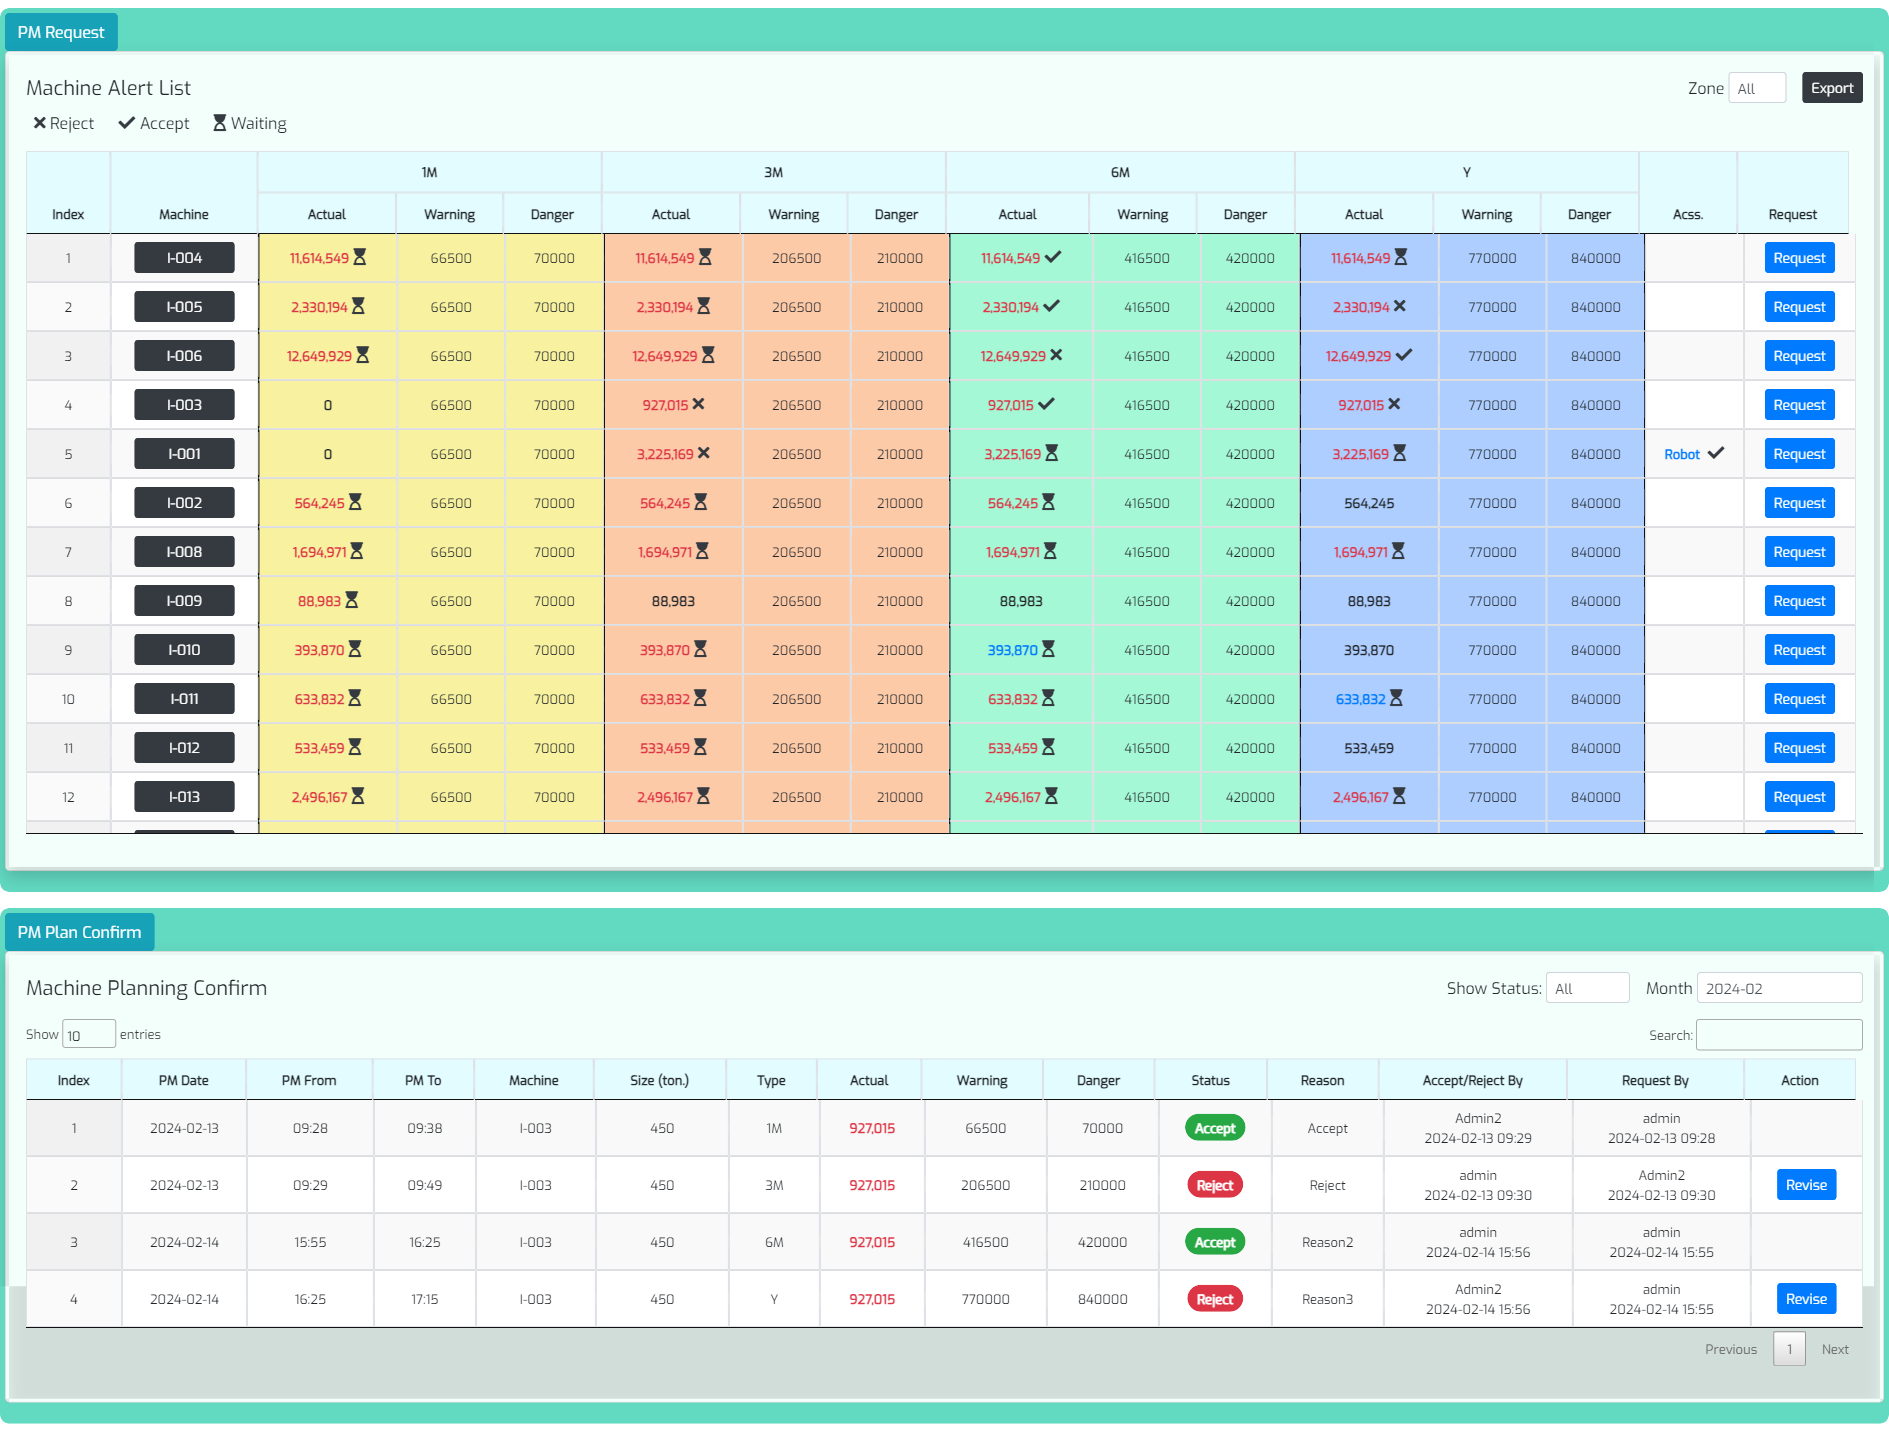 PM Request
Machine Alert List
Zone All Export
Reject Accept Waiting
1M 3M 6M Y
Index Machine Actual Warning Danger Actual Warning Danger Actual Warning Danger Actual Warning Danger Acss. Request
1 I-004 11,614,549 66500 70000 11,614,549 206500 210000 11,614,549 416500 420000 11,614,549 770000 840000 Request
2 I-005 2,330,194 66500 70000 2,330,194 206500 210000 2,330,194 416500 420000 2,330,194 770000 840000 Request
3 I-006 12,649,929 66500 70000 12,649,929 206500 210000 12,649,929 416500 420000 12,649,929 770000 840000 Request
4 I-003 0 66500 70000 927,015 206500 210000 927,015 416500 420000 927,015 770000 840000 Request
5 I-001 0 66500 70000 3,225,169 206500 210000 3,225,169 416500 420000 3,225,169 770000 840000 Robot Request
6 I-002 564,245 66500 70000 564,245 206500 210000 564,245 416500 420000 564,245 770000 840000 Request
7 I-008 1,694,971 66500 70000 1,694,971 206500 210000 1,694,971 416500 420000 1,694,971 770000 840000 Request
8 I-009 88,983 66500 70000 88,983 206500 210000 88,983 416500 420000 88,983 770000 840000 Request
9 I-010 393,870 66500 70000 393,870 206500 210000 393,870 416500 420000 393,870 770000 840000 Request
10 I-011 633,832 66500 70000 633,832 206500 210000 633,832 416500 420000 633,832 770000 840000 Request
11 I-012 533,459 66500 70000 533,459 206500 210000 533,459 416500 420000 533,459 770000 840000 Request
12 I-013 2,496,167 66500 70000 2,496,167 206500 210000 2,496,167 416500 420000 2,496,167 770000 840000 Request
PM Plan Confirm
Machine Planning Confirm
Show Status: All Month 2024-02
Show 10 entries
Search:
Index PM Date PM From PM To Machine Size (ton.) Type Actual Warning Danger Status Reason Accept/Reject By Request By Action
1 2024-02-13 09:28 09:38 I-003 450 1M 927,015 66500 70000 Accept Accept Admin2 2024-02-13 09:29 admin 2024-02-13 09:28
2 2024-02-13 09:29 09:49 I-003 450 3M 927,015 206500 210000 Reject Reject admin 2024-02-13 09:30 Admin2 2024-02-13 09:30 Revise
3 2024-02-14 15:55 16:25 I-003 450 6M 927,015 416500 420000 Accept Reason2 admin 2024-02-14 15:56 admin 2024-02-14 15:55
4 2024-02-14 16:25 17:15 I-003 450 Y 927,015 770000 840000 Reject Reason3 Admin2 2024-02-14 15:56 admin 2024-02-14 15:55 Revise
Previous 1 Next